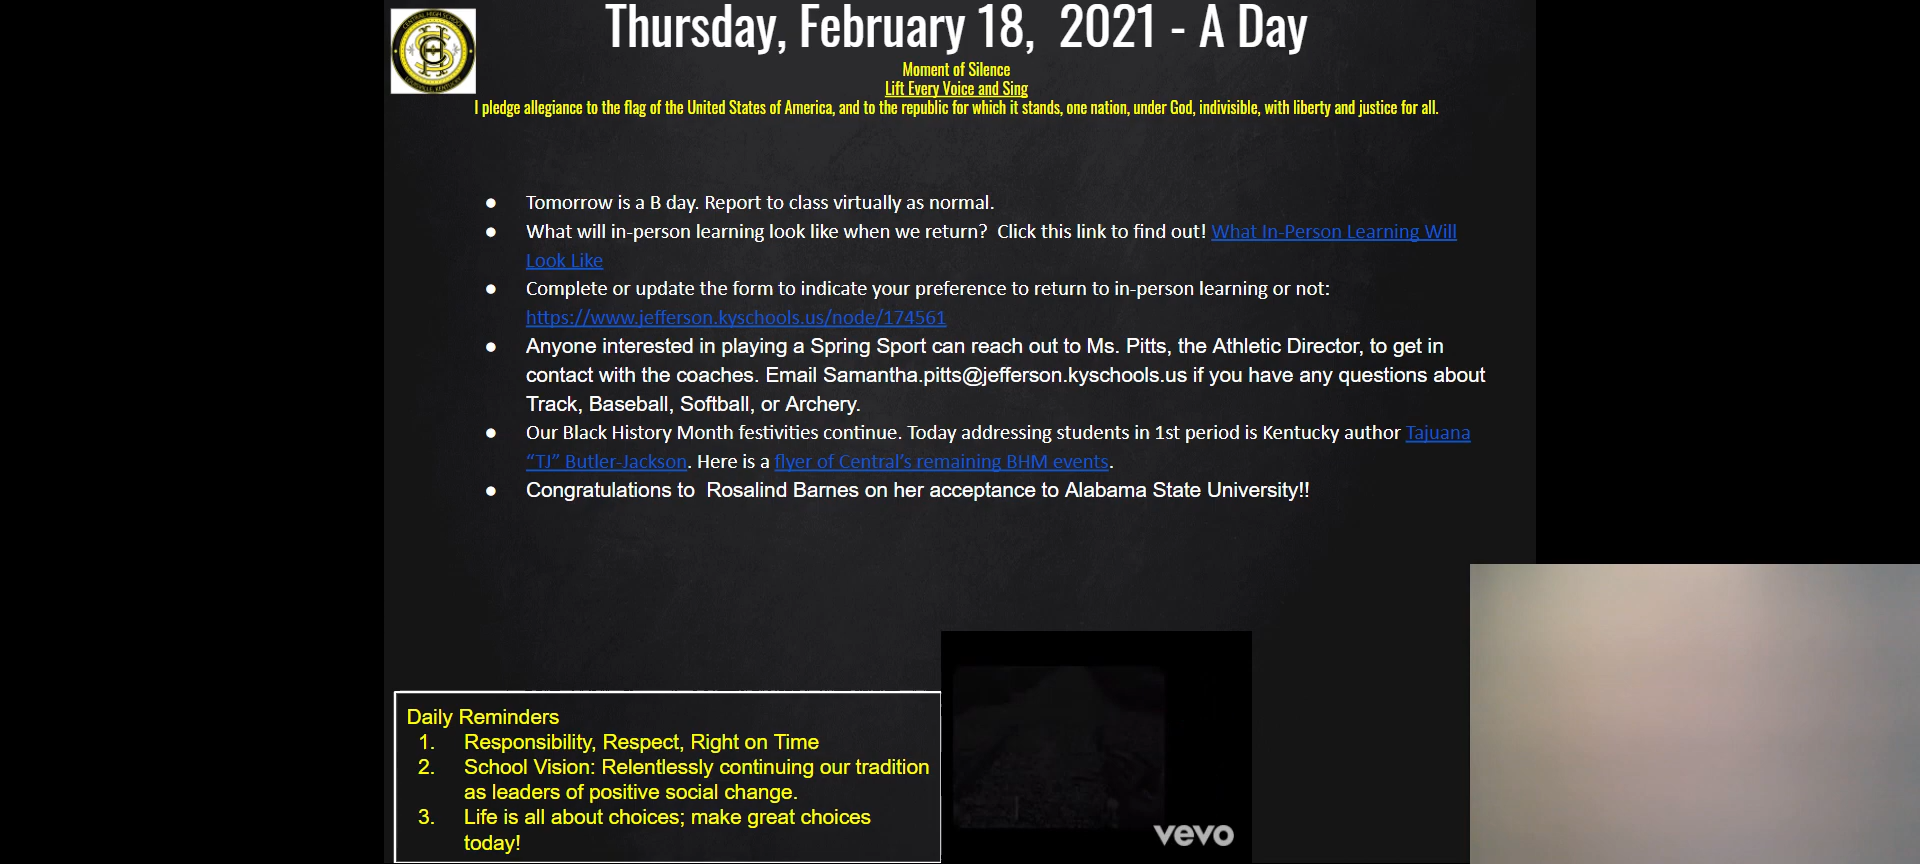 Thursday, February 18,  2021 - A Day
Moment of Silence
Lift Every Voice and Sing
I pledge allegiance to the flag of the United States of America, and to the republic for which it stands, one nation, under God, indivisible, with liberty and justice for all.
● Tomorrow is a B day. Report to class virtually as normal.
● What will in-person learning look like when we return?  Click this link to find out! What In-Person Learning Will
Look Like
● Complete or update the form to indicate your preference to return to in-person learning or not:
https://www.jefferson.kyschools.us/node/174561
● Anyone interested in playing a Spring Sport can reach out to Ms. Pitts, the Athletic Director, to get in
contact with the coaches. Email Samantha.pitts@jefferson.kyschools.us if you have any questions about
Track, Baseball, Softball, or Archery.
● Our Black History Month festivities continue. Today addressing students in 1st period is Kentucky author Tajuana
“TJ” Butler-Jackson. Here is a flyer of Central’s remaining BHM events.
● Congratulations to  Rosalind Barnes on her acceptance to Alabama State University!!
Daily Reminders
1. Responsibility, Respect, Right on Time
2. School Vision: Relentlessly continuing our tradition
as leaders of positive social change.
3. Life is all about choices; make great choices
today!
vevo